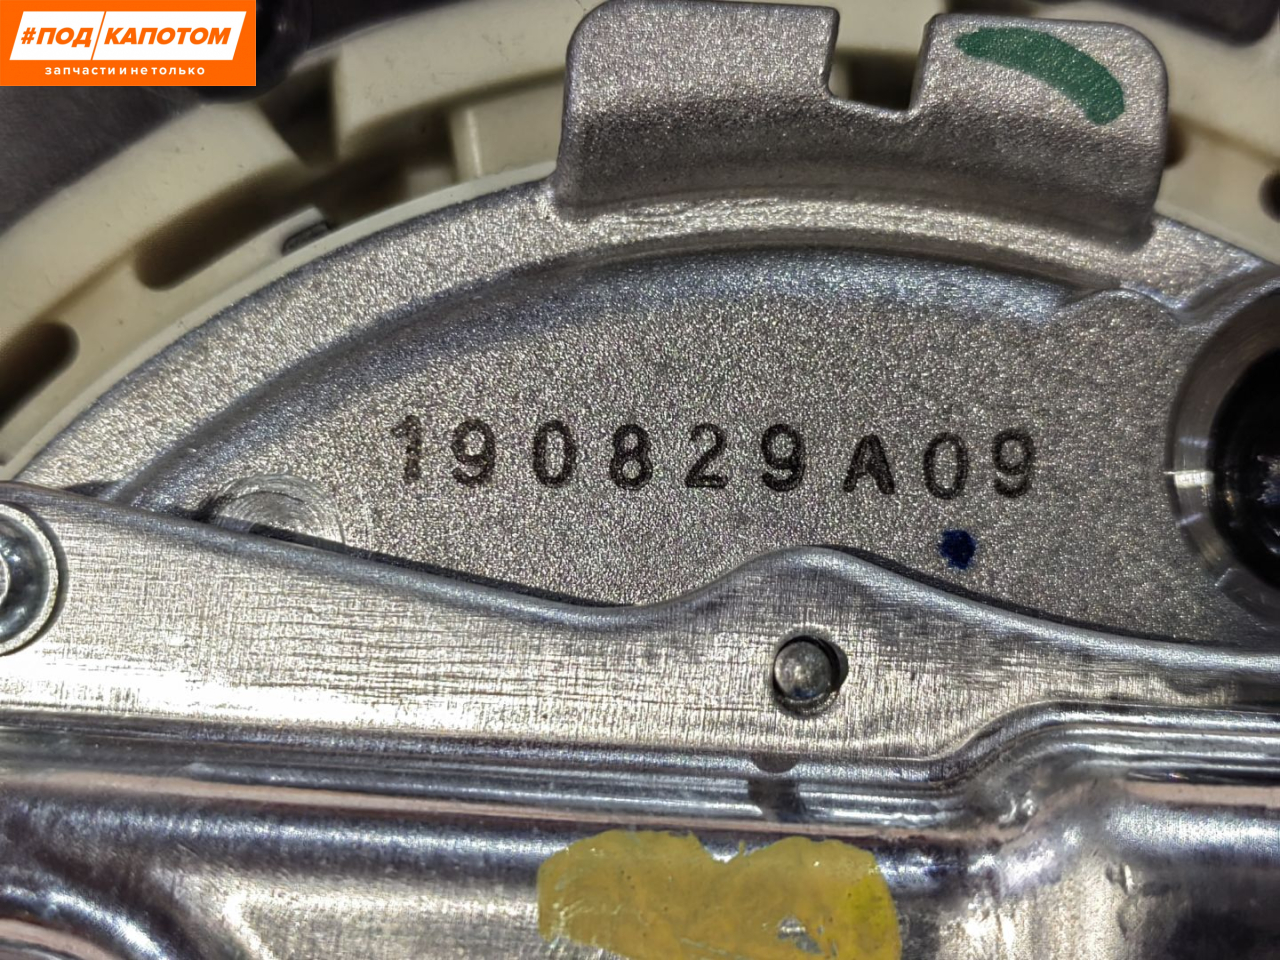 #ПОД КАПОТОМ
запчасти и не только
190829A09